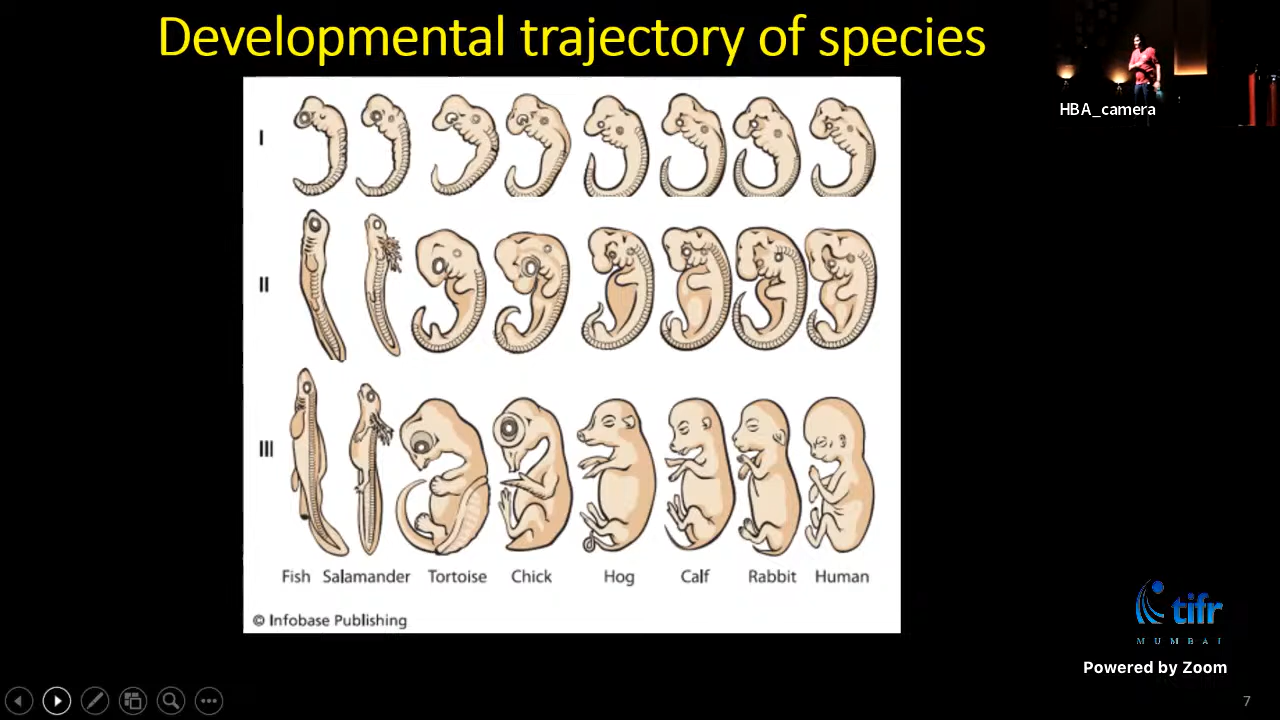 Developmental trajectory of species
HBA_camera
I
II
III
Fish Salamander Tortoise Chick Hog Calf Rabbit Human
© Infobase Publishing
tifr
MUMBAI
Powered by Zoom
7